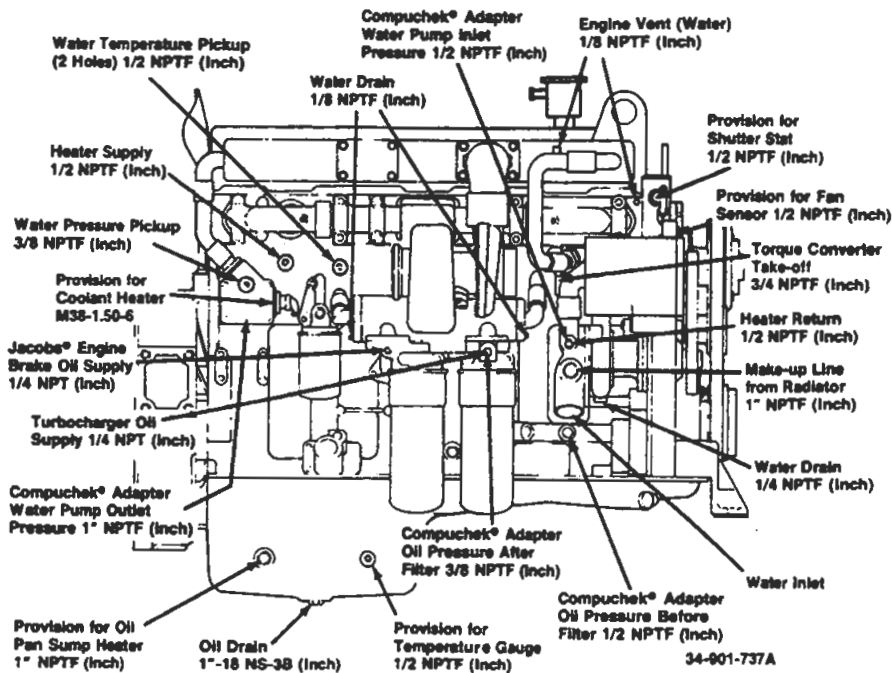 Compuchek® Adapter
Water Pump Inlet
Pressure 1/2 NPTF (Inch)
Engine Vent (Water)
1/8 NPTF (Inch)
Water Temperature Pickup
(2 Holes) 1/2 NPTF (Inch)
Water Drain
1/8 NPTF (Inch)
Provision for
Shutter Stat
1/2 NPTF (Inch)
Heater Supply
1/2 NPTF (Inch)
Provision for Fan
Sensor 1/2 NPTF (Inch)
Water Pressure Pickup
3/8 NPTF (Inch)
Torque Converter
Take-off
3/4 NPTF (Inch)
Provision for
Coolant Heater
M38-1.50-6
Heater Return
1/2 NPTF (Inch)
Jacobs® Engine
Brake Oil Supply
1/4 NPT (Inch)
Make-up Line
from Radiator
1" NPTF (Inch)
Turbocharger Oil
Supply 1/4 NPT (Inch)
Water Drain
1/4 NPTF (Inch)
Compuchek® Adapter
Water Pump Outlet
Pressure 1" NPTF (Inch)
Compuchek® Adapter
Oil Pressure After
Filter 3/8 NPTF (Inch)
Water Inlet
Compuchek® Adapter
Oil Pressure Before
Filter 1/2 NPTF (Inch)
Provision for Oil
Pan Sump Heater
1" NPTF (Inch)
Oil Drain
1"-18 NS-3B (Inch)
Provision for
Temperature Gauge
1/2 NPTF (Inch)
34-901-737A